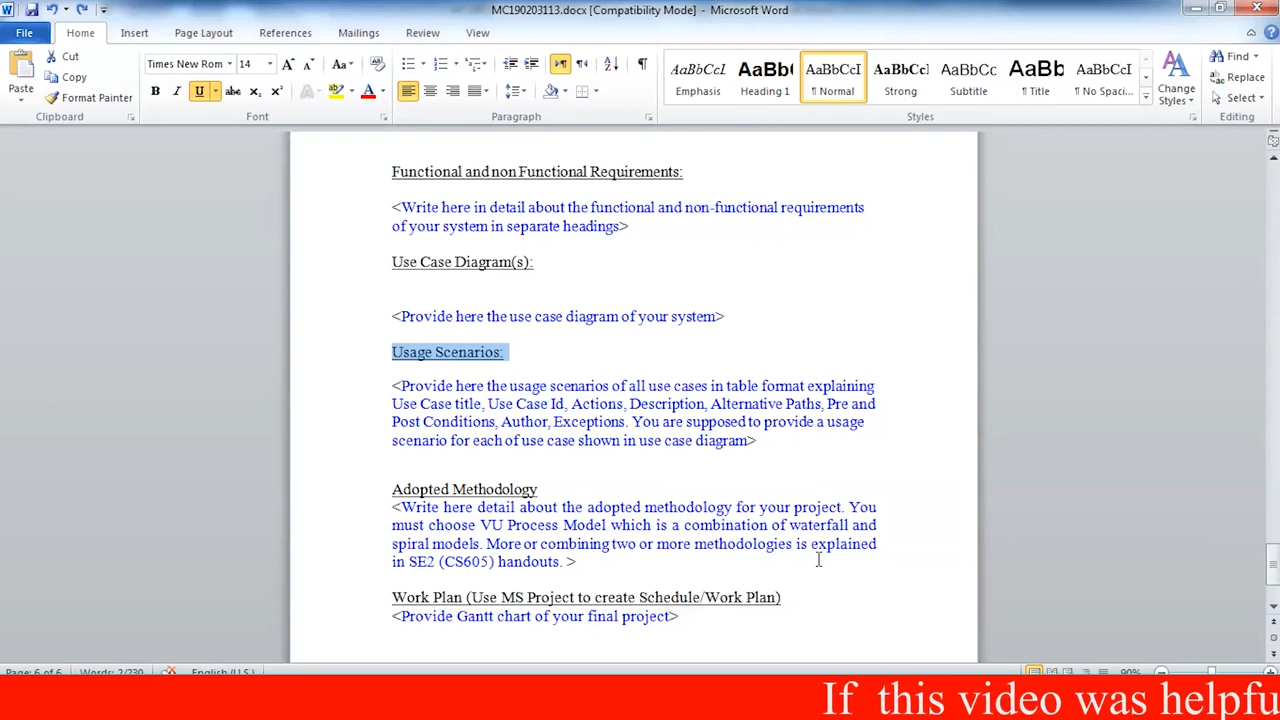 MC190203113.docx [Compatibility Mode] - Microsoft Word
File Home Insert Page Layout References Mailings Review View
Paste
Cut
Copy
Format Painter
Clipboard
Times New Rom 14
Font
Paragraph
AaBbCcI AaBb( AaBbCcI AaBbCc AaBbCcI AaBb AaBbCcI
Emphasis Heading 1 ¶ Normal Strong Subtitle ¶ Title ¶ No Spaci...
Styles
Change Styles
Find
Replace
Select
Editing
Functional and non Functional Requirements:
<Write here in detail about the functional and non-functional requirements
of your system in separate headings>
Use Case Diagram(s):
<Provide here the use case diagram of your system>
Usage Scenarios:
<Provide here the usage scenarios of all use cases in table format explaining
Use Case title, Use Case Id, Actions, Description, Alternative Paths, Pre and
Post Conditions, Author, Exceptions. You are supposed to provide a usage
scenario for each of use case shown in use case diagram>
Adopted Methodology
<Write here detail about the adopted methodology for your project. You
must choose VU Process Model which is a combination of waterfall and
spiral models. More or combining two or more methodologies is explained
in SE2 (CS605) handouts. >
Work Plan (Use MS Project to create Schedule/Work Plan)
<Provide Gantt chart of your final project>
Page: 6 of 6 Words: 2/230 English (U.S.) 90%
If this video was helpfu